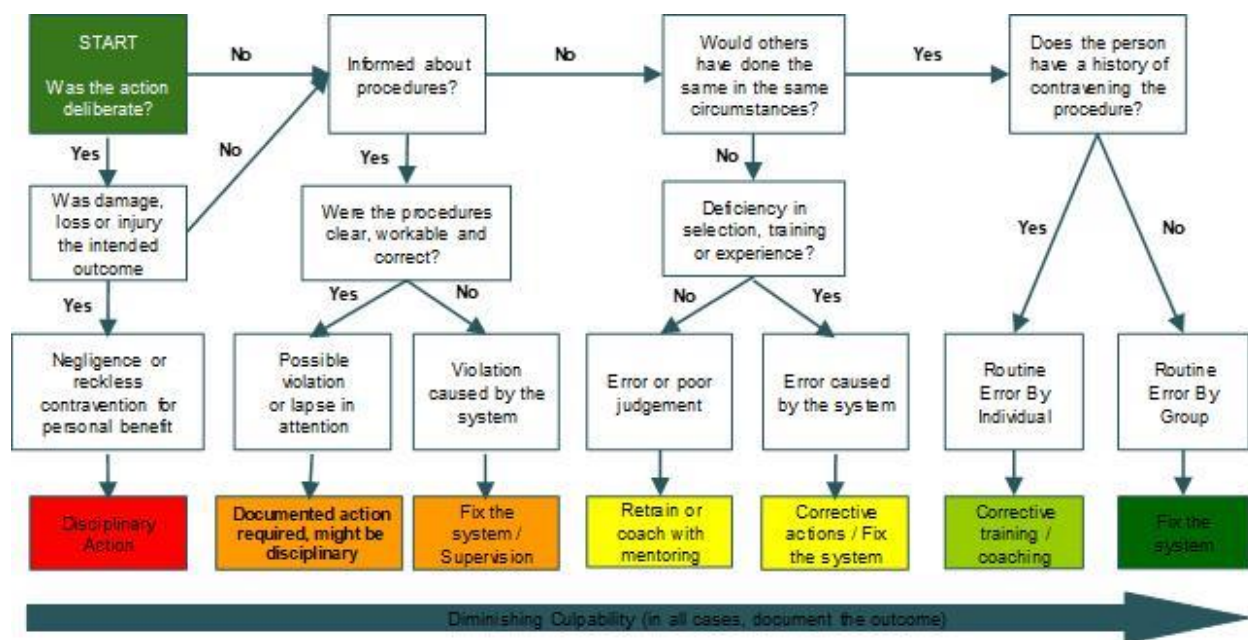 START
Was the action
deliberate?
No
Informed about
procedures?
No
Would others
have done the
same in the same
circumstances?
Yes
Does the person
have a history of
contravening the
procedure?
Yes
No
Yes
No
Was damage,
loss or injury
the intended
outcome
Were the procedures
clear, workable and
correct?
Deficiency in
selection, training
or experience?
Yes
No
Yes
Yes
No
No
Yes
Negligence or
reckless
contravention for
personal benefit
Possible
violation
or lapse in
attention
Violation
caused by the
system
Error or poor
judgement
Error caused
by the system
Routine
Error By
Individual
Routine
Error By
Group
Disciplinary
Action
Documented action
required, might be
disciplinary
Fix the
system /
Supervision
Retrain or
coach with
mentoring
Corrective
actions / Fix
the system
Corrective
training /
coaching
Fix the
system
Diminishing Culpability (in all cases, document the outcome)